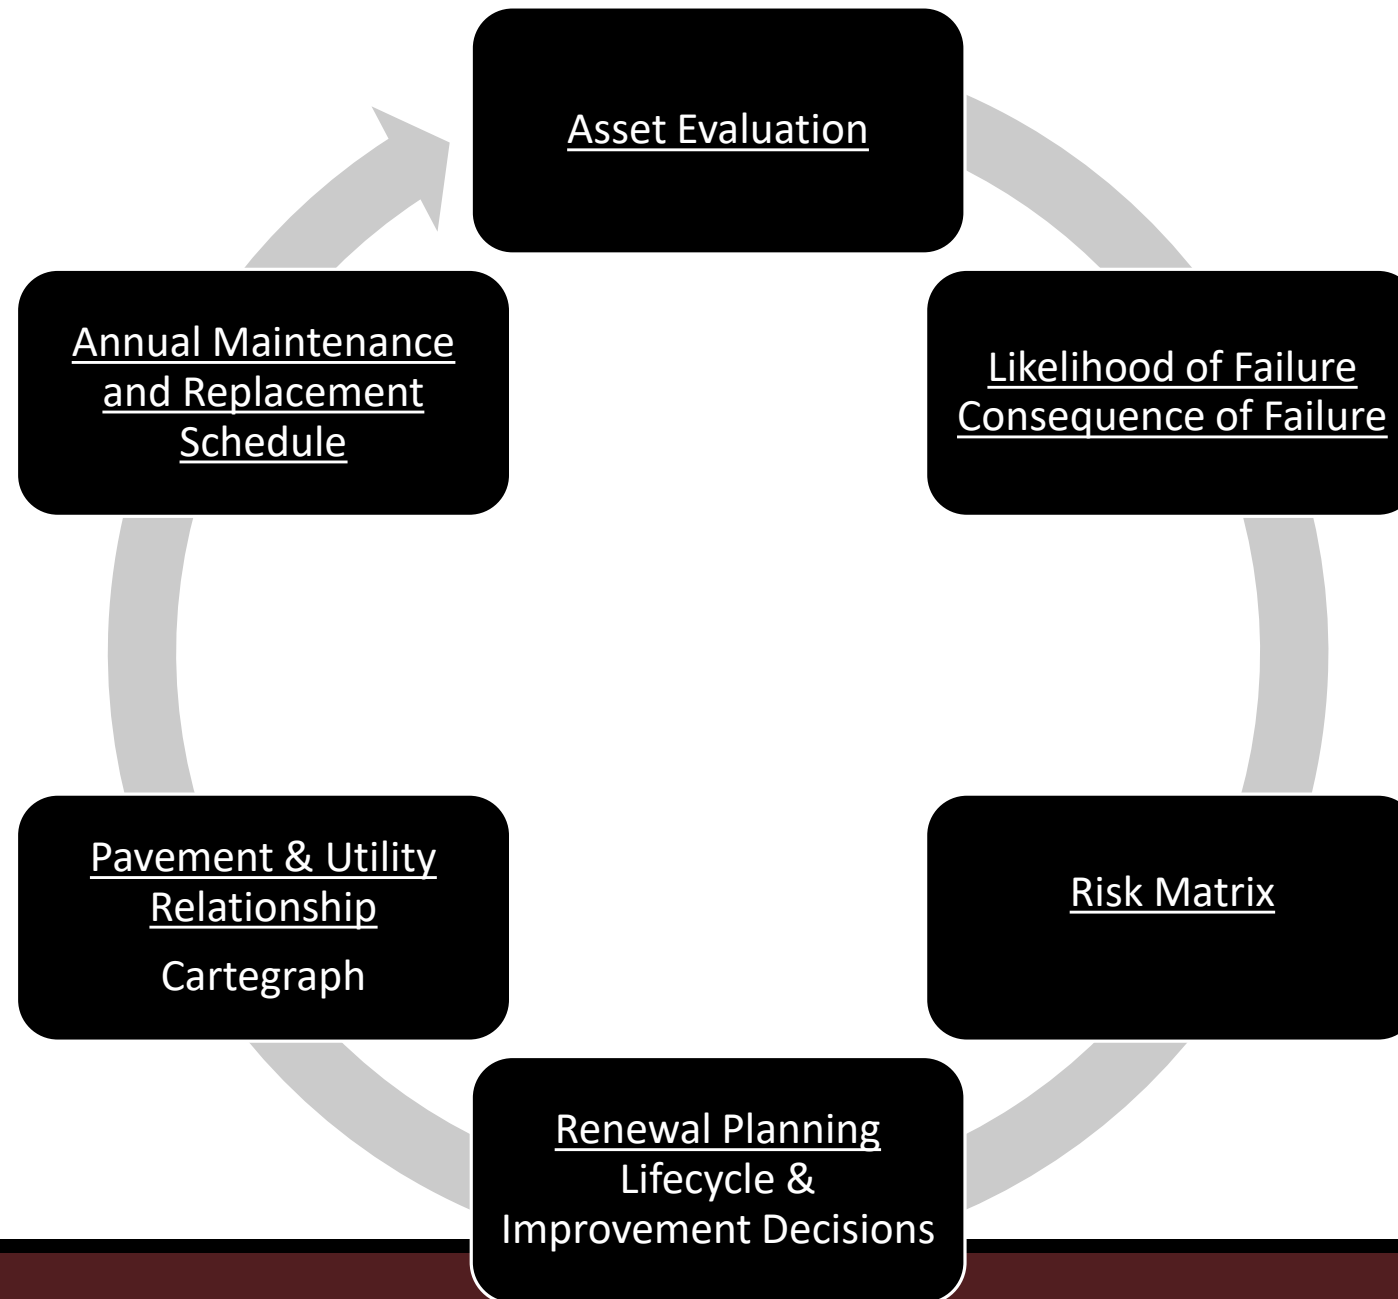 Asset Evaluation
Likelihood of Failure
Consequence of Failure
Risk Matrix
Renewal Planning
Lifecycle &
Improvement Decisions
Pavement & Utility
Relationship
Cartegraph
Annual Maintenance
and Replacement
Schedule